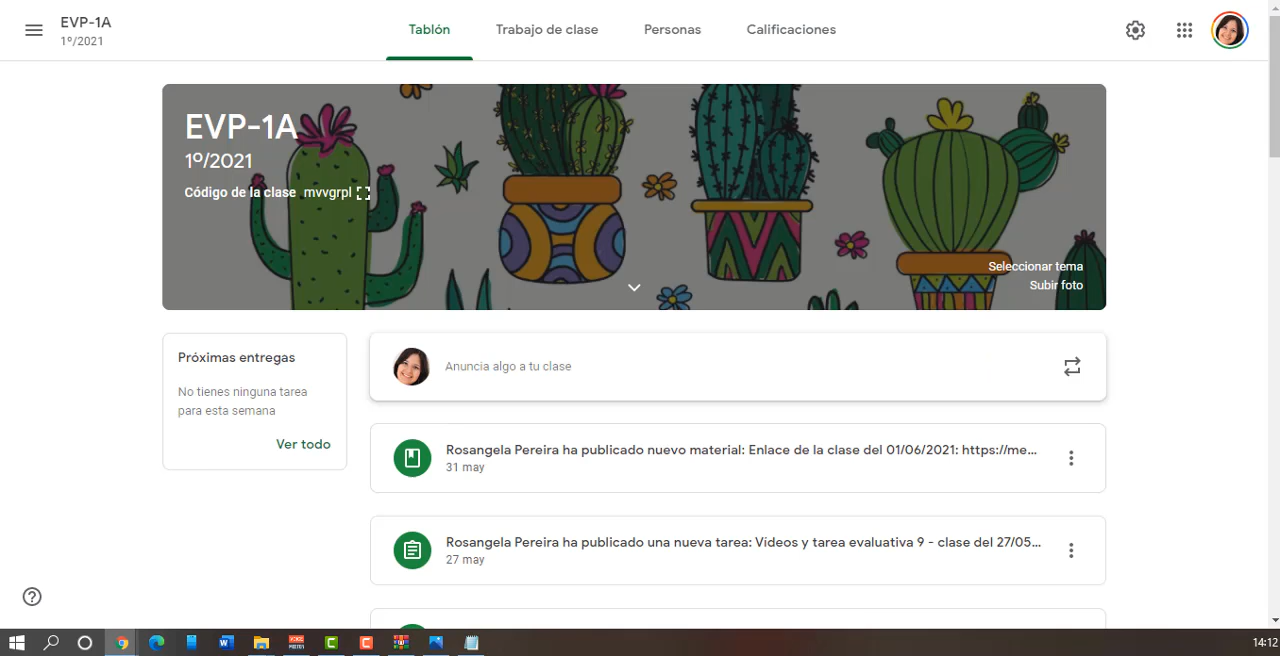 EVP-1A
1º/2021
Tablón
Trabajo de clase
Personas
Calificaciones
EVP-1A
1º/2021
Código de la clase mvvgrpl
Seleccionar tema
Subir foto
Próximas entregas
No tienes ninguna tarea
para esta semana
Ver todo
Anuncia algo a tu clase
Rosangela Pereira ha publicado nuevo material: Enlace de la clase del 01/06/2021: https://me...
31 may
Rosangela Pereira ha publicado una nueva tarea: Vídeos y tarea evaluativa 9 - clase del 27/05...
27 may
14:12